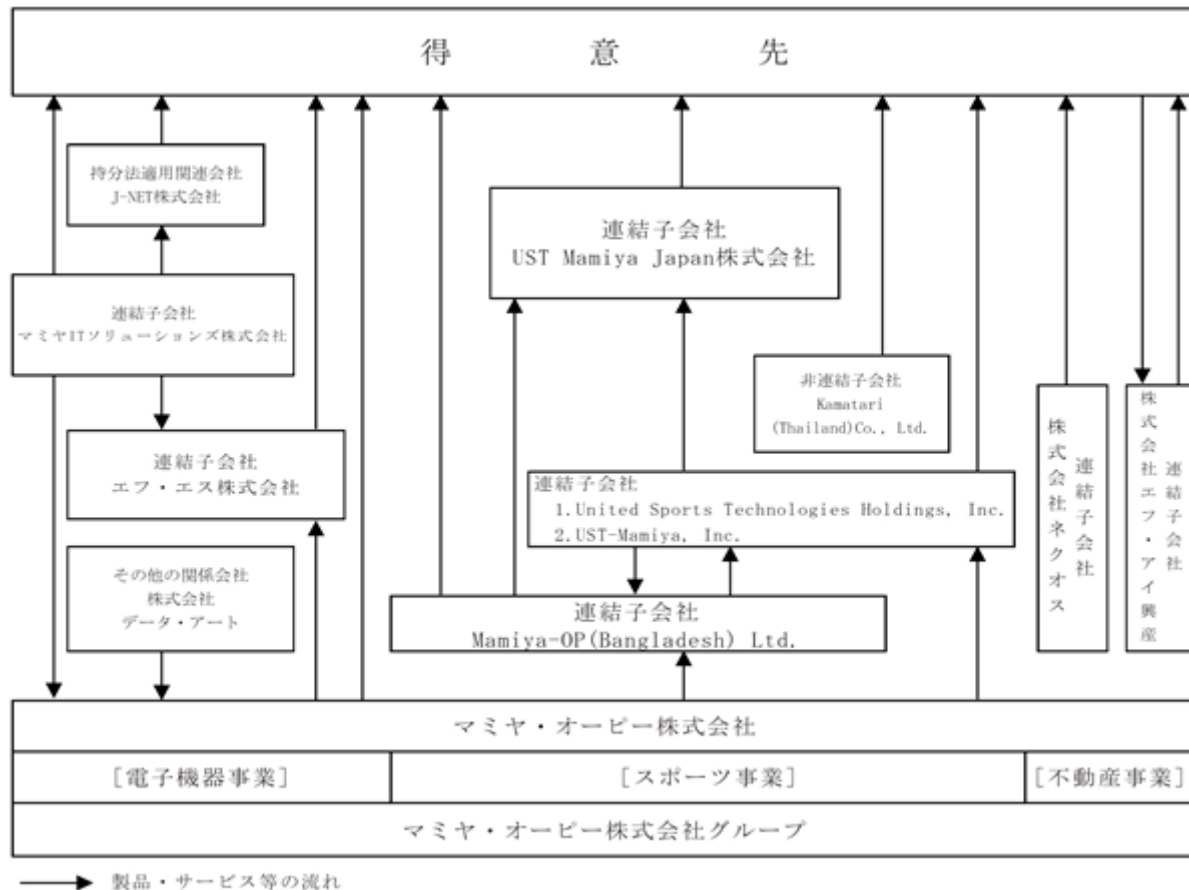 得意先
持分法適用関連会社
J-NET株式会社
連結子会社
マミヤITソリューションズ株式会社
連結子会社
エフ・エス株式会社
その他の関係会社
株式会社
データ・アート
連結子会社
UST Mamiya Japan株式会社
非連結子会社
Kamatari
(Thailand)Co., Ltd.
連結子会社
1.United Sports Technologies Holdings, Inc.
2.UST-Mamiya, Inc.
連結子会社
Mamiya-OP(Bangladesh) Ltd.
連結子会社
株式会社ネクオス
連結子会社
株式会社エフ・アイ興産
マミヤ・オーピー株式会社
[電子機器事業]
[スポーツ事業]
[不動産事業]
マミヤ・オーピー株式会社グループ
製品・サービス等の流れ